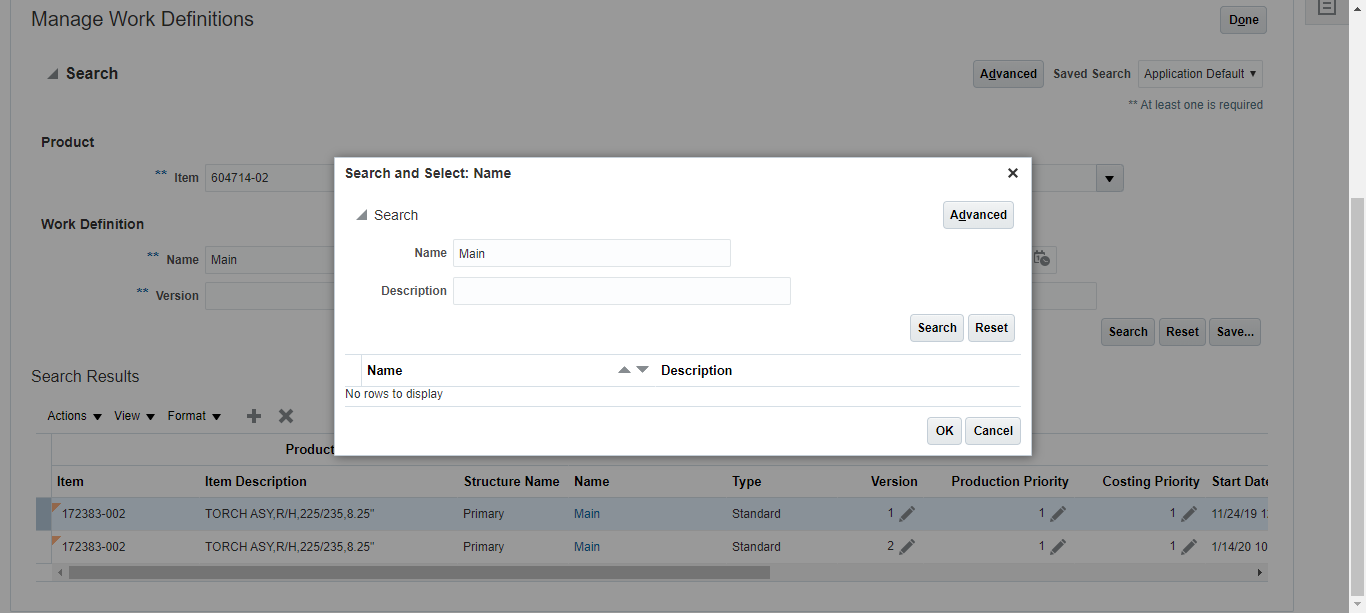 Manage Work Definitions
Done
Search
Advanced Saved Search Application Default
** At least one is required
Product
** Item 604714-02
Work Definition
** Name Main
** Version
Search Reset Save...
Search and Select: Name
Search
Advanced
Name Main
Description
Search Reset
Name Description
No rows to display
OK Cancel
Search Results
Actions View Format
Product
Item Item Description Structure Name Name Type Version Production Priority Costing Priority Start Date
172383-002 TORCH ASY,R/H,225/235,8.25" Primary Main Standard 1 1 1 11/24/19 1
172383-002 TORCH ASY,R/H,225/235,8.25" Primary Main Standard 2 1 1 1/14/20 10